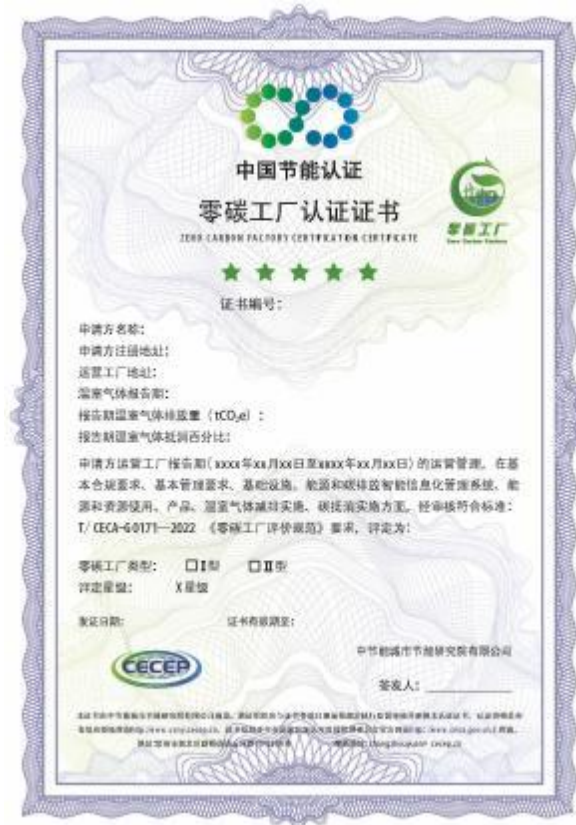 中国节能认证
零碳工厂认证证书
ZERO CARBON FACTORY CERTIFICATION CERTIFICATE
零碳工厂
Zero Carbon Factory
证书编号：
申请方名称：
申请方注册地址：
运营工厂地址：
温室气体报告期：
报告期温室气体排放量（tCO₂e）：
报告期温室气体抵消百分比：
申请方运营工厂报告期(xxxx年xx月xx日至xxxx年xx月xx日)的运营管理，在基
本合规要求、基本管理要求、基础设施、能源和碳排放智能信息化管理系统、能
源和资源使用、产品、温室气体减排实施、碳抵消实施方面，经审核符合标准：
T/CECA-G0171—2022 《零碳工厂评价规范》要求，评定为：
零碳工厂类型： □I型 □II型
评定星级： X星级
发证日期： 证书有效期至：
CECEP
中节能城市节能研究院有限公司
签发人：